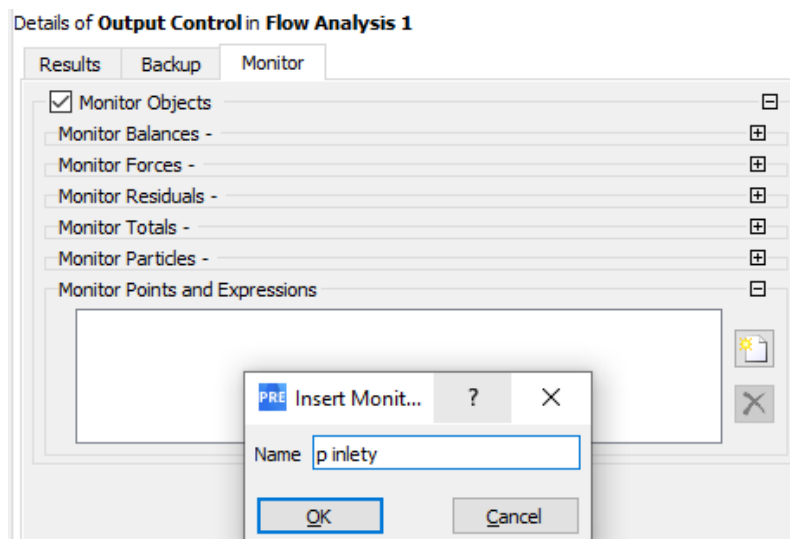 Details of Output Control in Flow Analysis 1
Results Backup Monitor
Monitor Objects
Monitor Balances -
Monitor Forces -
Monitor Residuals -
Monitor Totals -
Monitor Particles -
Monitor Points and Expressions
PRE Insert Monit... ?
Name p inlety
OK Cancel